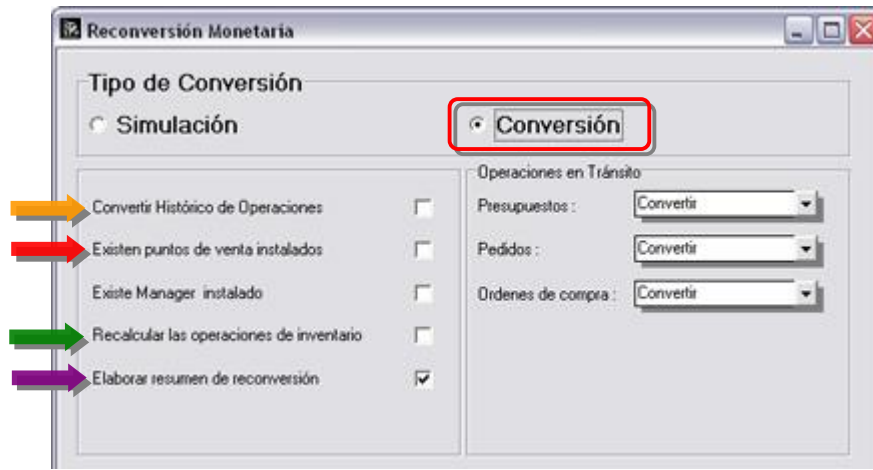 Reconversión Monetaria
Tipo de Conversión
Simulación
Conversión
Convertir Histórico de Operaciones
Existen puntos de venta instalados
Existe Manager instalado
Recalcular las operaciones de inventario
Elaborar resumen de reconversión
Operaciones en Tránsito
Presupuestos : Convertir
Pedidos : Convertir
Ordenes de compra : Convertir